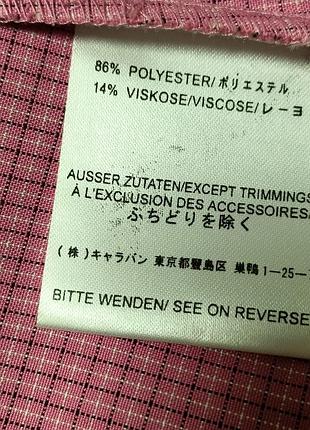 86% POLYESTER/ポリエステル
14% VISKOSE/VISCOSE/レーヨ
AUSSER ZUTATEN/EXCEPT TRIMMINGS
À L'EXCLUSION DES ACCESSOIRES/
ふちどりを除く
(株) キャラバン 東京都豊島区 巣鴨1-25-
BITTE WENDEN/ SEE ON REVERSE